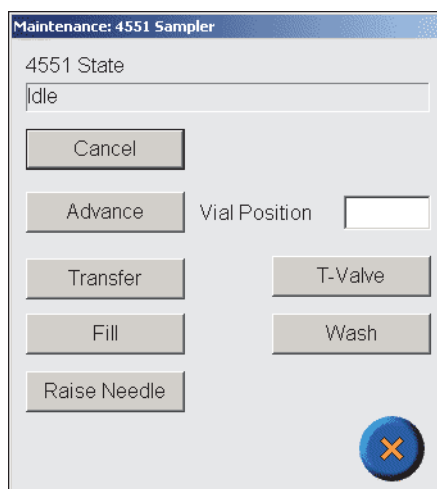 Maintenance: 4551 Sampler
4551 State
Idle
Cancel
Advance Vial Position
Transfer T-Valve
Fill Wash
Raise Needle